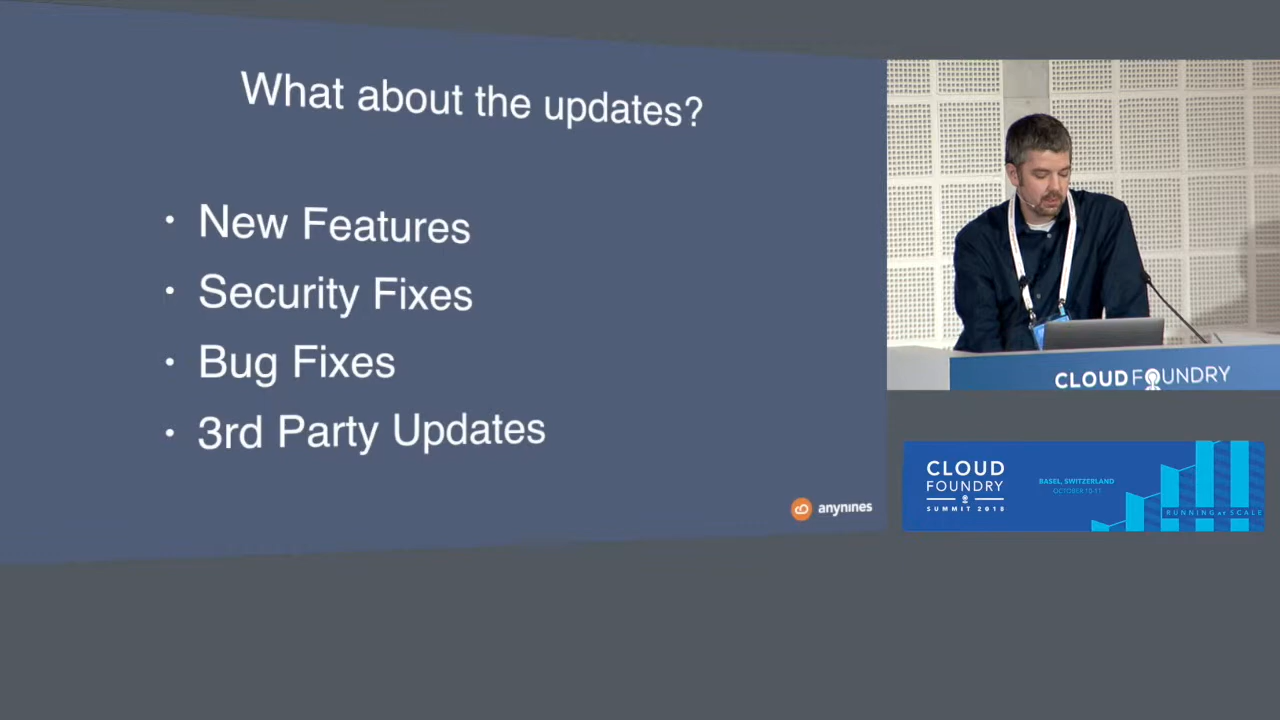 What about the updates?
• New Features
• Security Fixes
• Bug Fixes
• 3rd Party Updates
anynines
CLOUD FOUNDRY
CLOUD
FOUNDRY
SUMMIT 2018
BASEL, SWITZERLAND
OCTOBER 10-11
RUNNING at SCALE